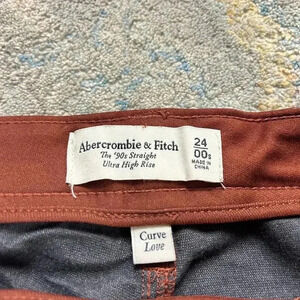 Abercrombie & Fitch
The '90s Straight
Ultra High Rise
24
00s
MADE IN
CHINA
Curve
Love